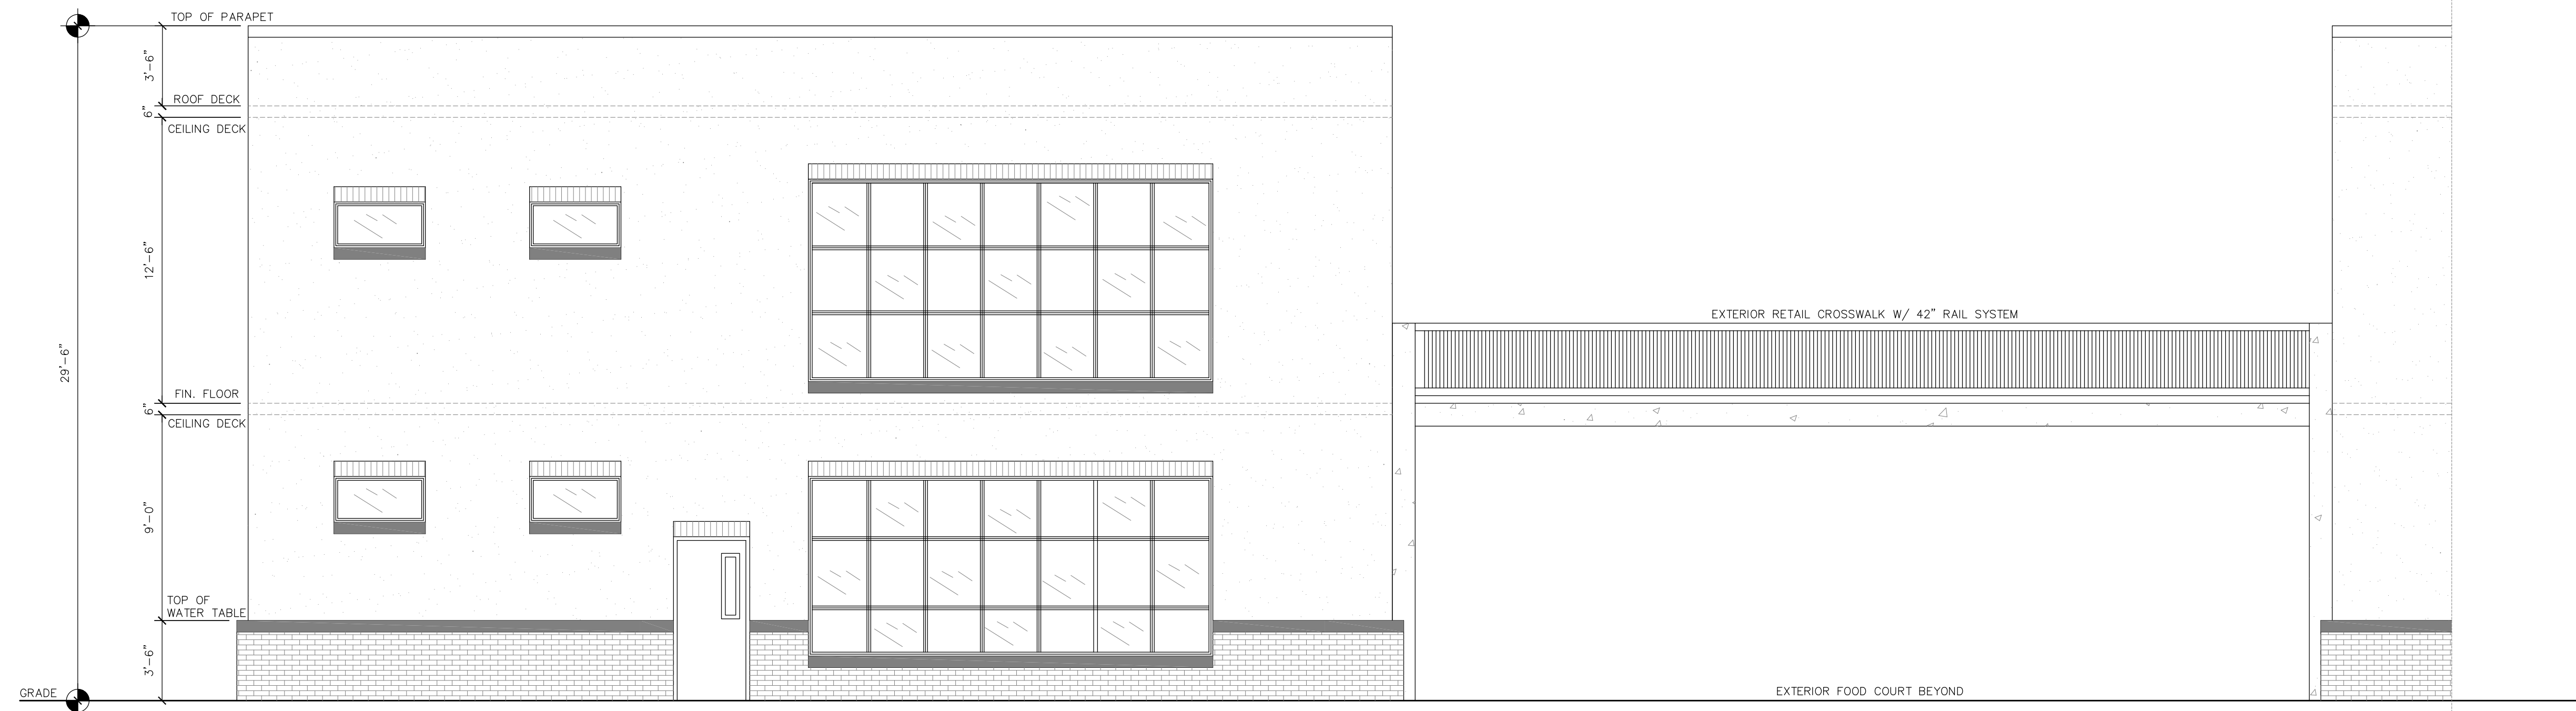 TOP OF PARAPET
3'-6"
ROOF DECK
6"
CEILING DECK
12'-6"
EXTERIOR RETAIL CROSSWALK W/ 42" RAIL SYSTEM
29'-6"
FIN. FLOOR
6"
CEILING DECK
9'-0"
TOP OF
WATER TABLE
3'-6"
GRADE
EXTERIOR FOOD COURT BEYOND